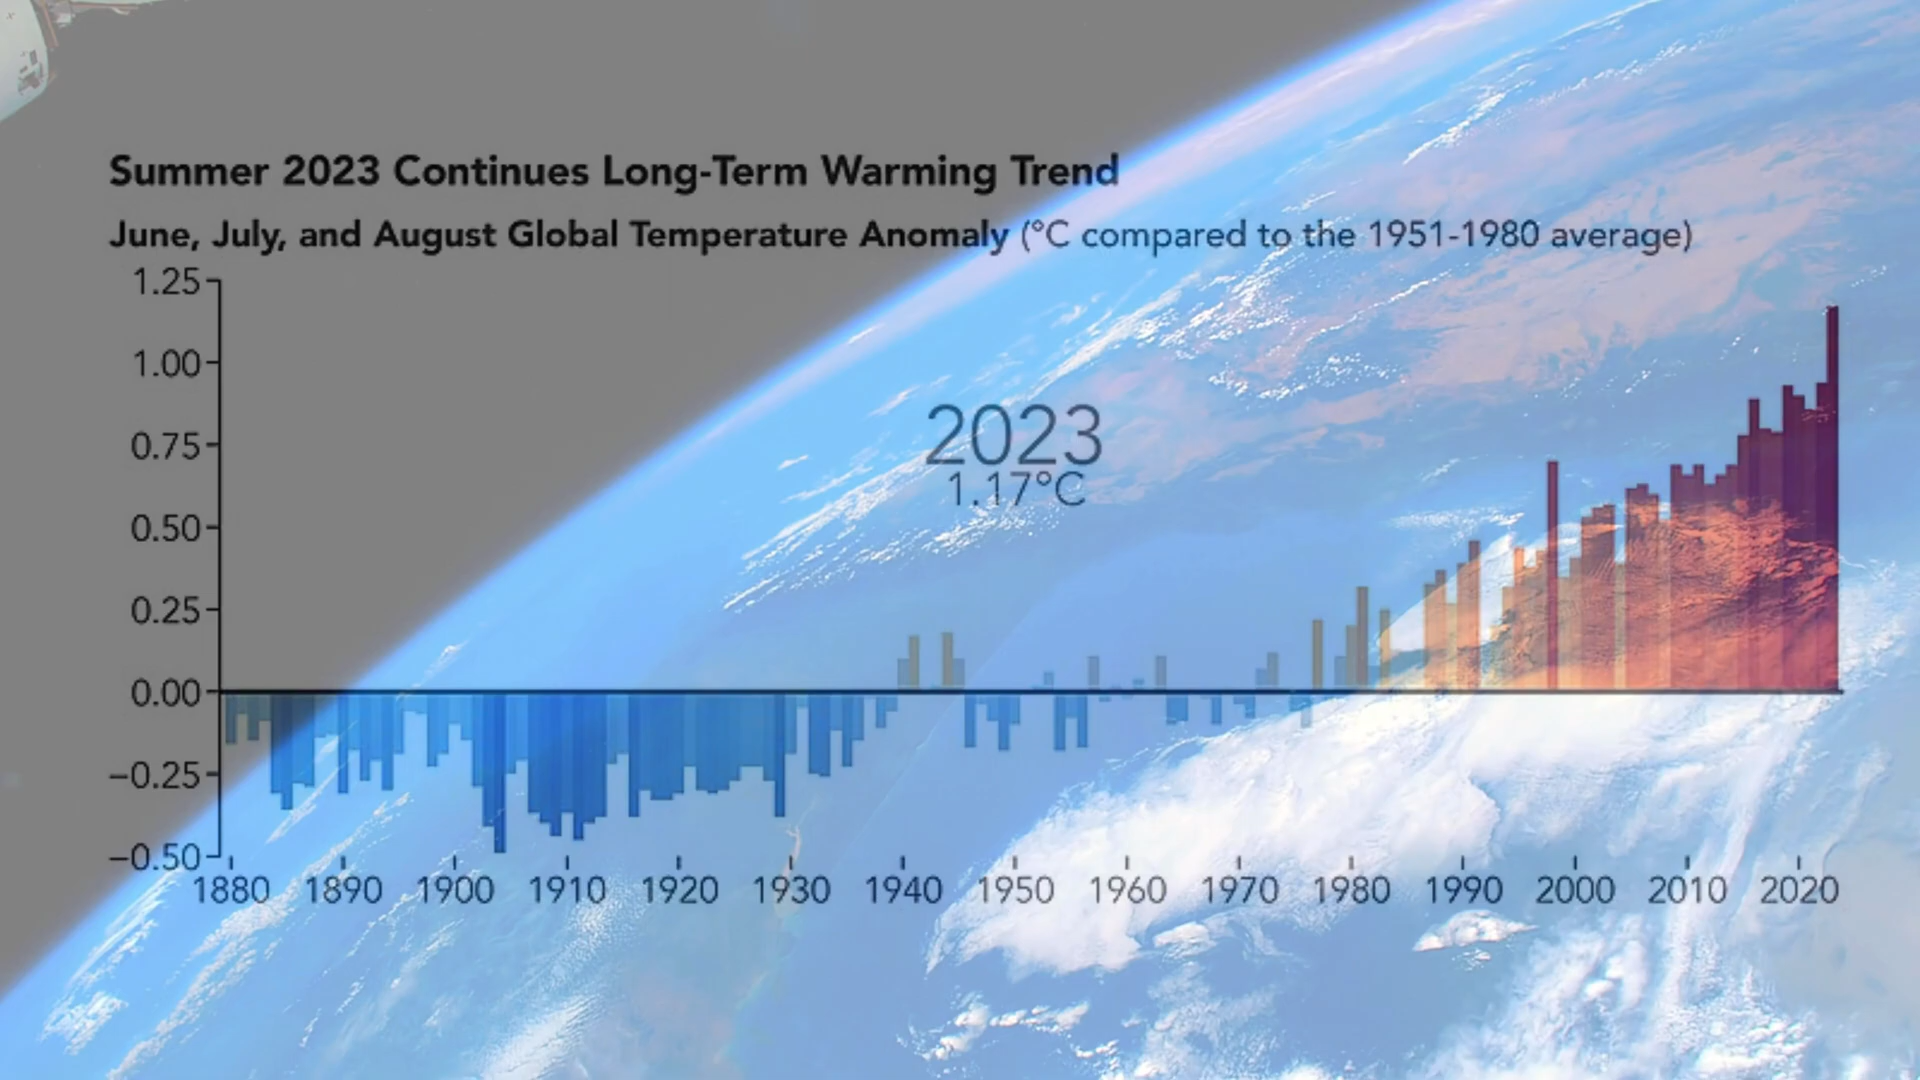 Summer 2023 Continues Long-Term Warming Trend
June, July, and August Global Temperature Anomaly (°C compared to the 1951-1980 average)
1.25
1.00
0.75
2023
1.17°C
0.50
0.25
0.00
−0.25
−0.50
1880 1890 1900 1910 1920 1930 1940 1950 1960 1970 1980 1990 2000 2010 2020